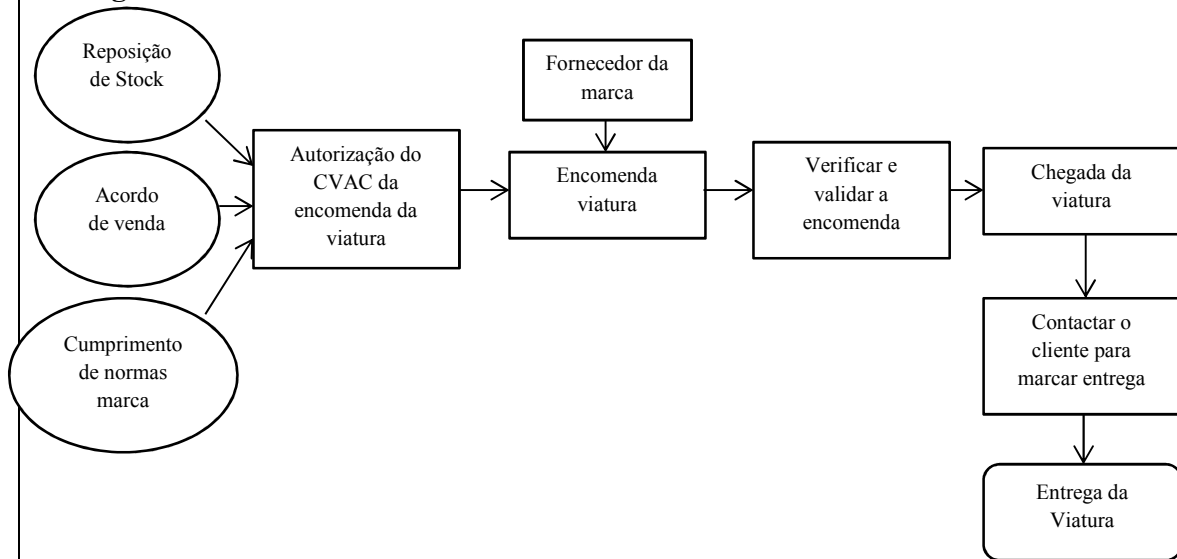 Reposição
de Stock
Fornecedor da
marca
Autorização do
CVAC da
encomenda da
viatura
Acordo
de venda
Encomenda
viatura
Verificar e
validar a
encomenda
Chegada da
viatura
Cumprimento
de normas
marca
Contactar o
cliente para
marcar entrega
Entrega da
Viatura